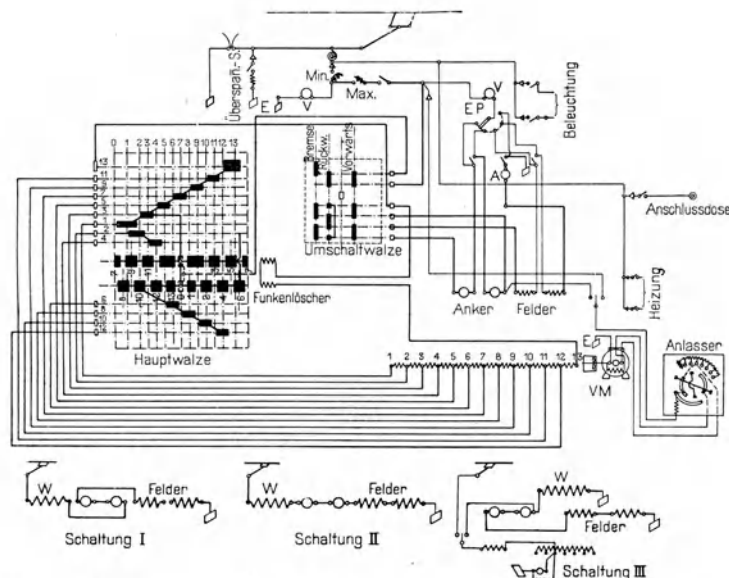 Überspañ.-S.
Min.
Max.
E
V
E P
V
Beleuchtung
0 1 2 3 4 5 6 7 8 9 10 11 12 13
Bremse
Rückw.
Vorwärts
A
Anschlussdose
Umschaltwalze
Funkenlöscher
Anker
Felder
Heizung
Hauptwalze
E
Anlasser
1 2 3 4 5 6 7 8 9 10 11 12 13
VM
W
Felder
Schaltung I
W
Felder
Schaltung II
W
Felder
Schaltung III